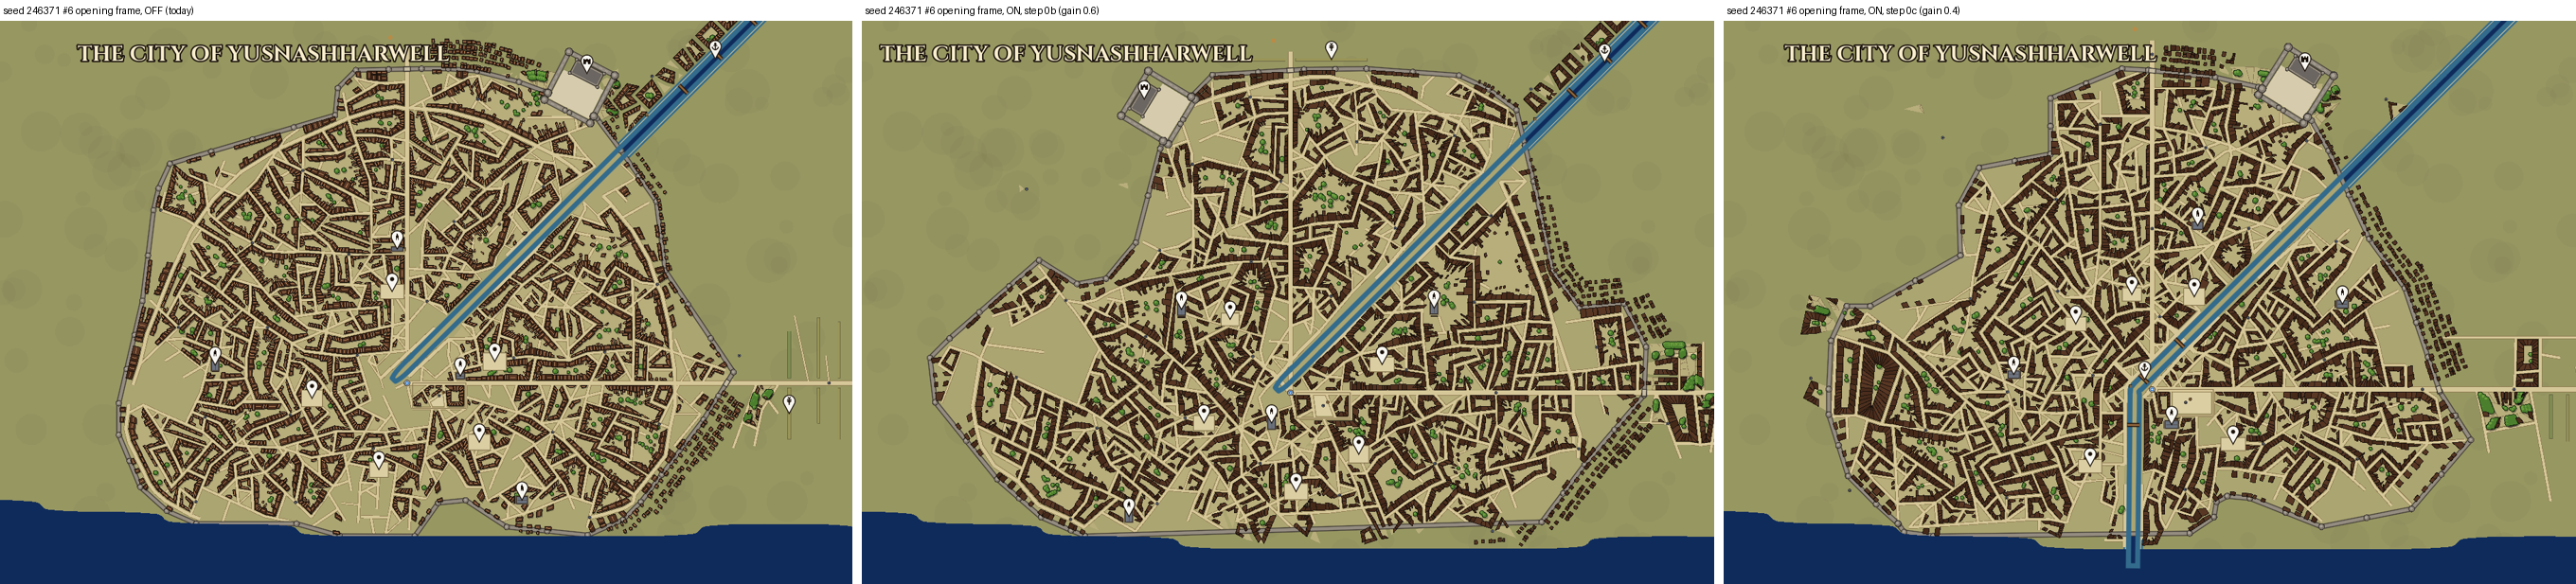 seed 246371 #6 opening frame, OFF (today)
seed 246371 #6 opening frame, ON, step 0b (gain 0.6)
seed 246371 #6 opening frame, ON, step 0c (gain 0.4)
THE CITY OF YUSNASHHARWELL
THE CITY OF YUSNASHHARWELL
THE CITY OF YUSNASHHARWELL